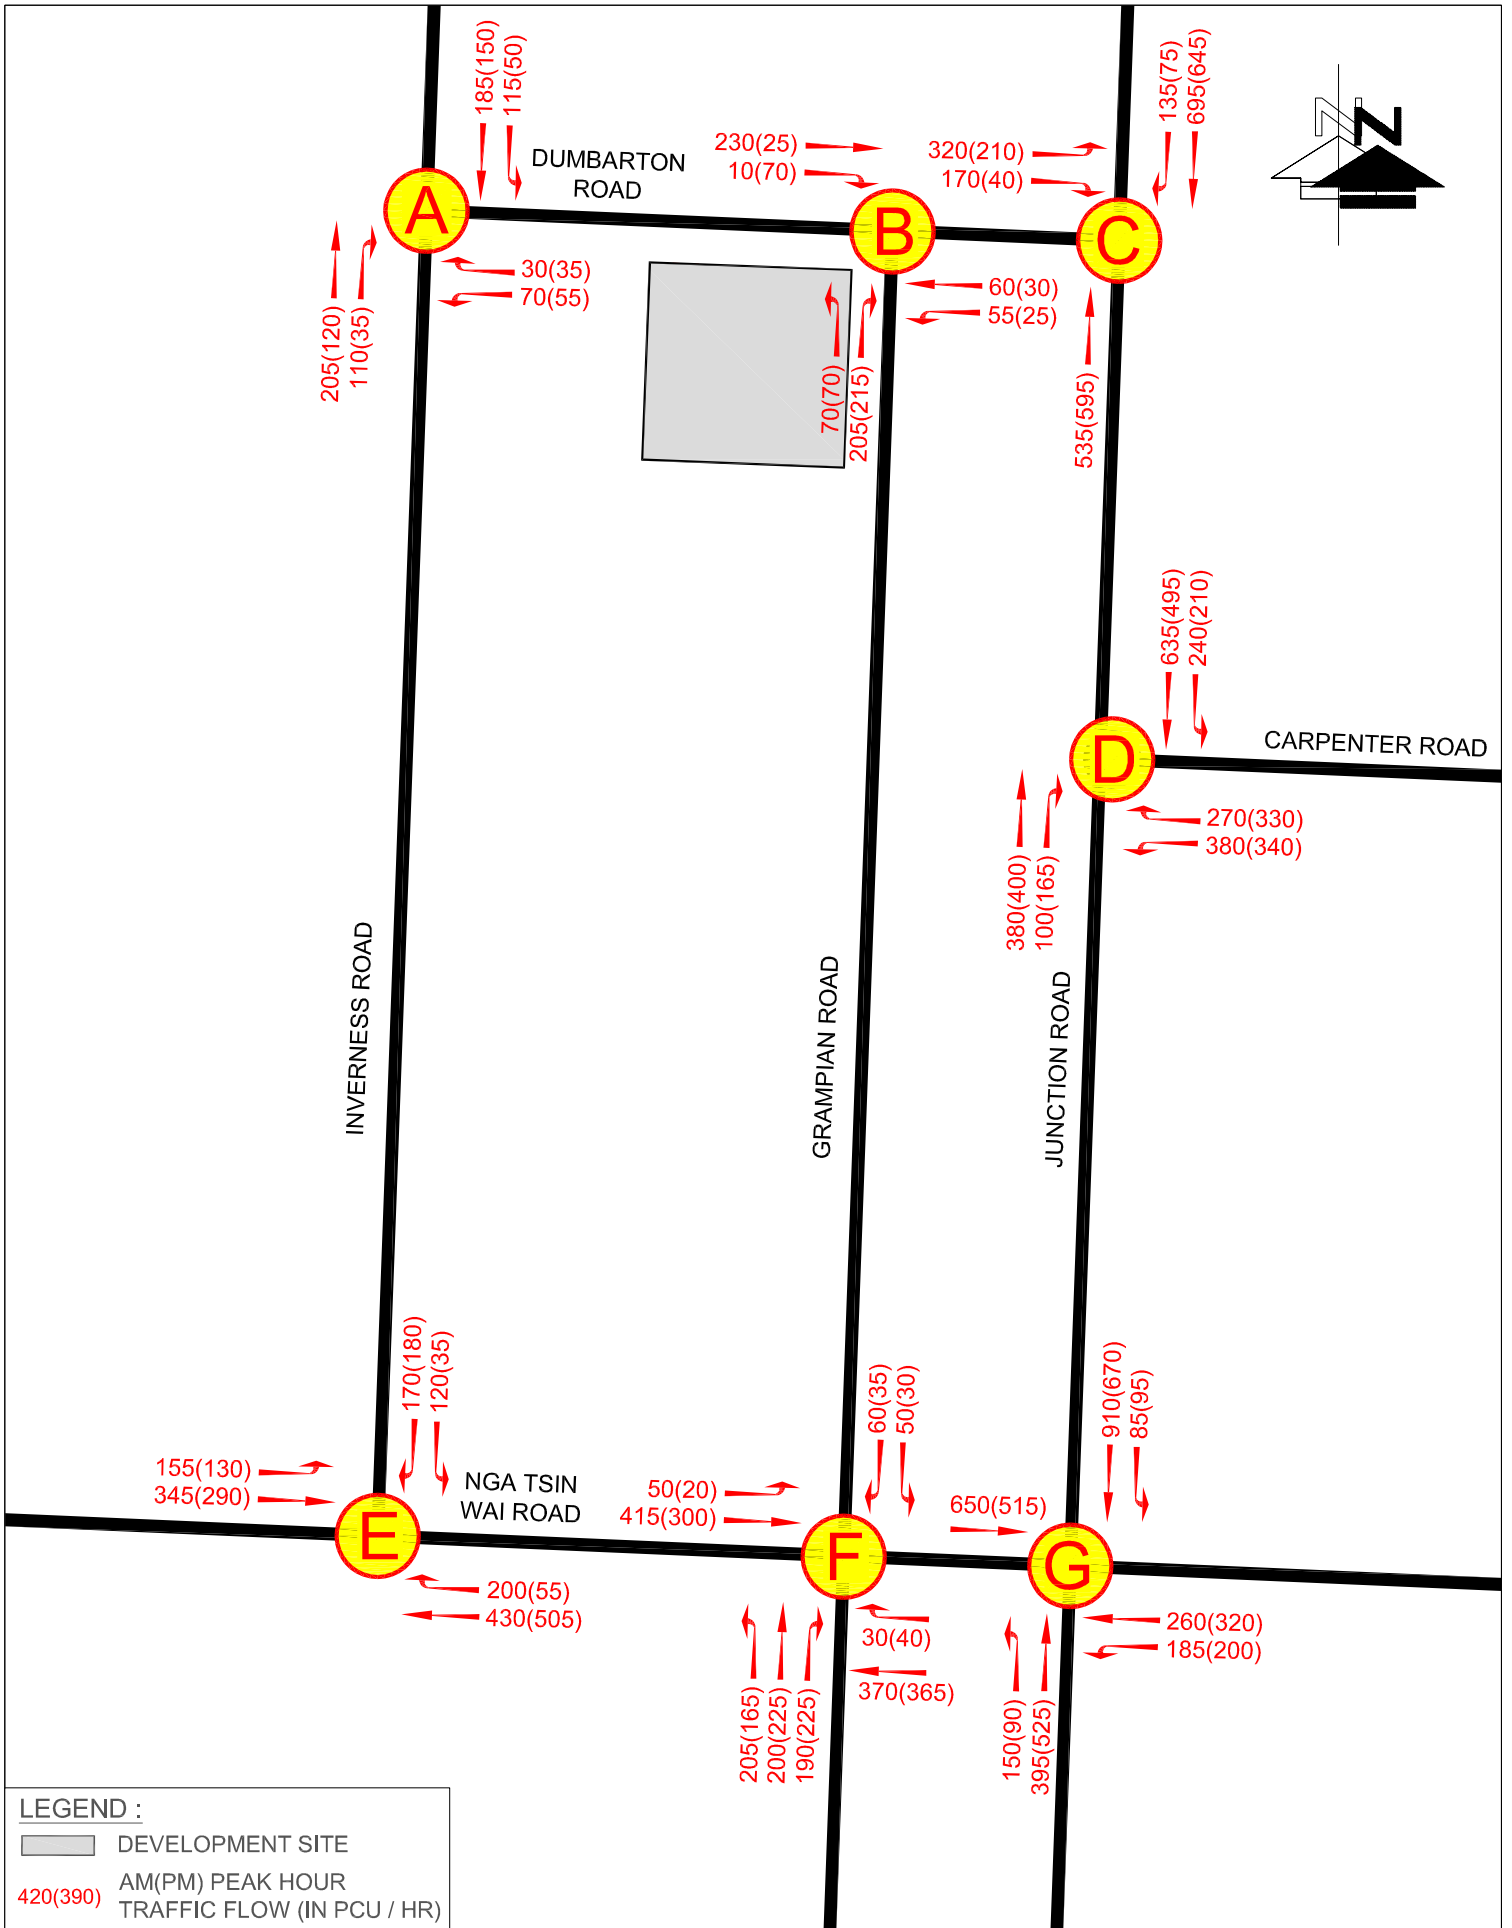 185(150)
115(50)
135(75)
695(645)
N
DUMBARTON
ROAD
230(25)
10(70)
320(210)
170(40)
A
B
C
205(120)
110(35)
30(35)
70(55)
70(70)
205(215)
60(30)
55(25)
535(595)
635(495)
240(210)
CARPENTER ROAD
D
270(330)
380(340)
380(400)
100(165)
INVERNESS ROAD
GRAMPIAN ROAD
JUNCTION ROAD
170(180)
120(35)
60(35)
50(30)
910(670)
85(95)
155(130)
345(290)
NGA TSIN
WAI ROAD
50(20)
415(300)
650(515)
E
F
G
200(55)
430(505)
205(165)
200(225)
190(225)
30(40)
370(365)
150(90)
395(525)
260(320)
185(200)
LEGEND :
DEVELOPMENT SITE
420(390)
AM(PM) PEAK HOUR
TRAFFIC FLOW (IN PCU / HR)